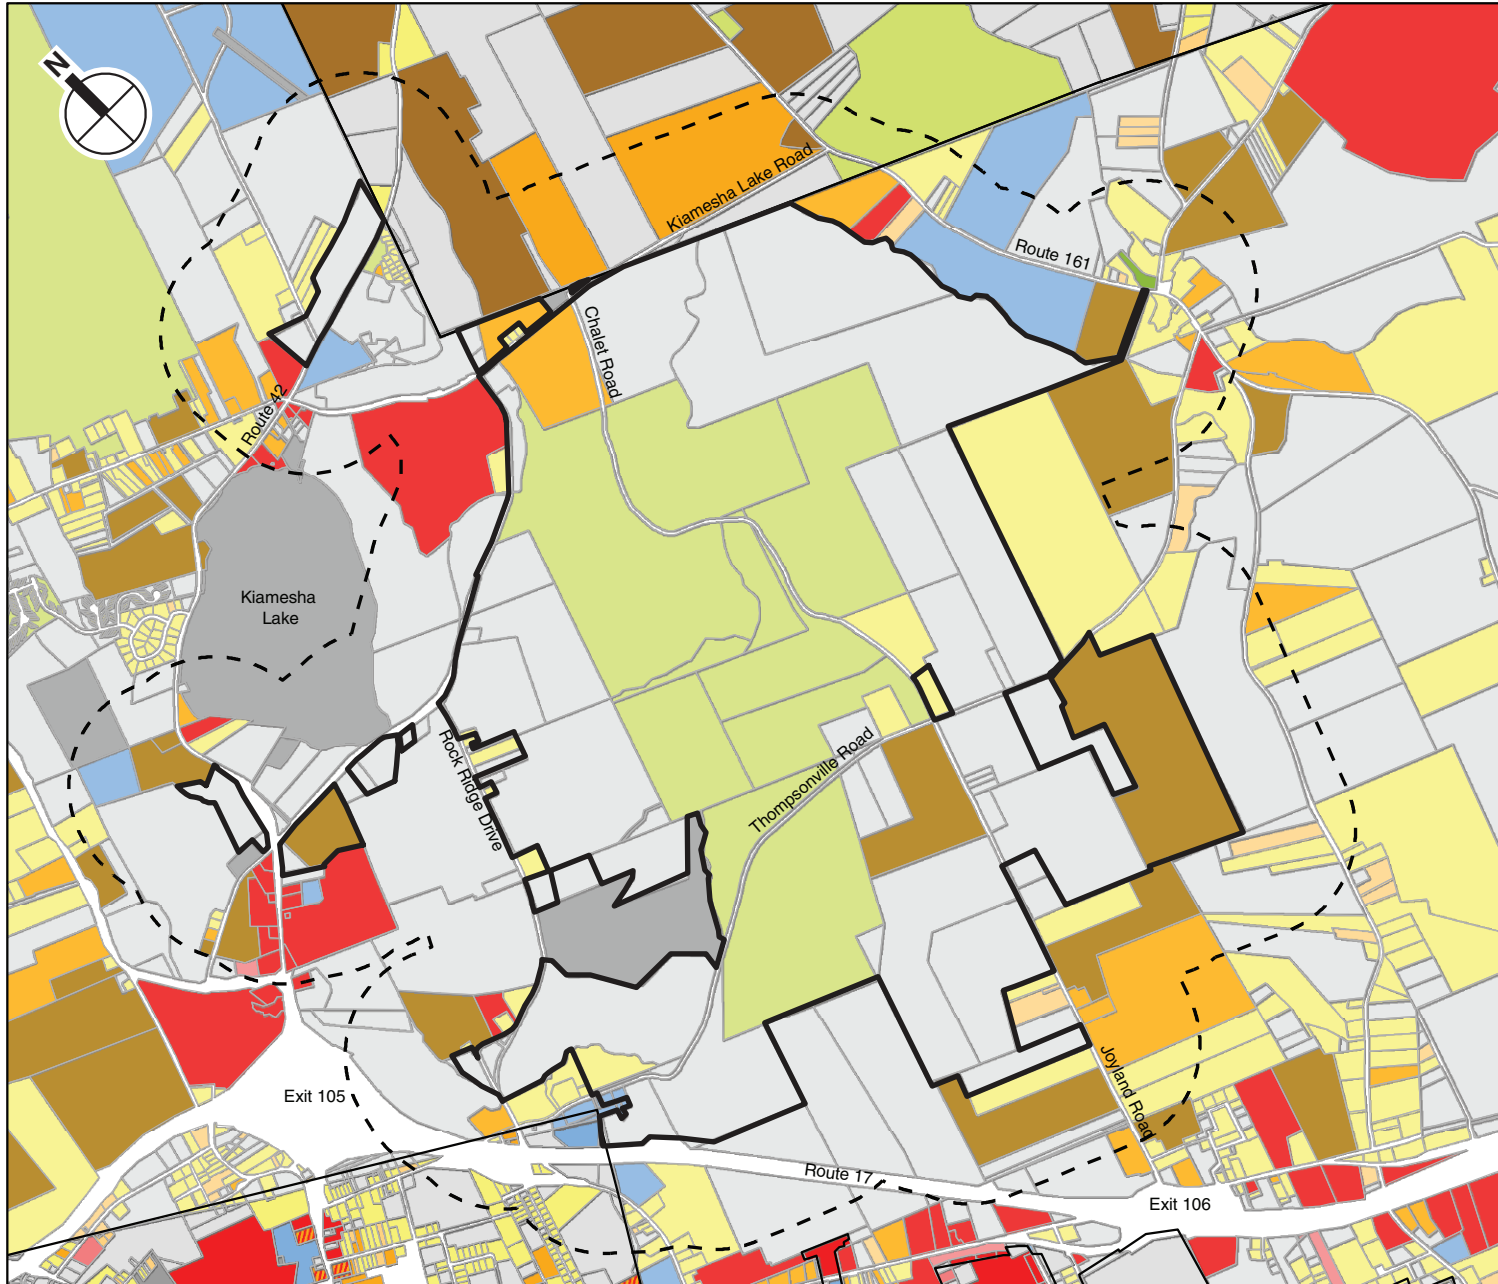 N
Kiamesha Lake Road
Route 161
Chalet Road
Route 42
Kiamesha
Lake
Rock Ridge Drive
Thompsonville Road
Joyland Road
Exit 105
Route 17
Exit 106